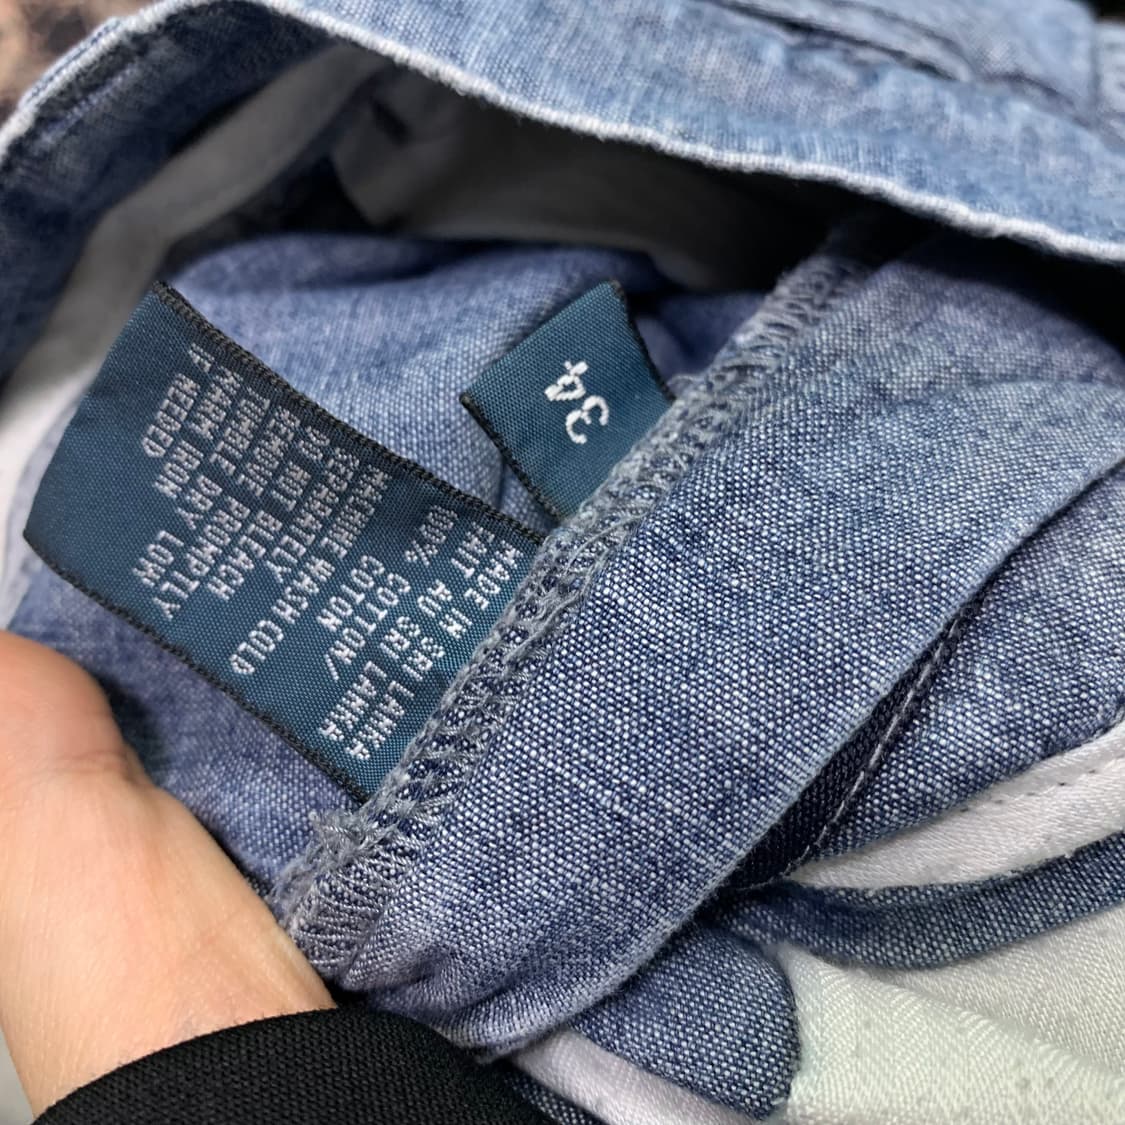 34
MADE IN SRI LANKA
FAIT AU SRI LANKA
100% COTTON/
COTON
MACHINE WASH COLD
SEPARATELY
DO NOT BLEACH
REMOVE PROMPTLY
TUMBLE DRY LOW
WARM IRON
IF NEEDED